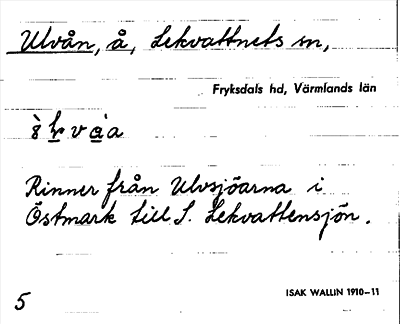 Ulvån, å, Lekvattnets sn,
Fryksdals hd, Värmlands län
Rinner från Ulvsjöarna i
Östmark till S. Lekvattensjön.
5
ISAK WALLIN 1910-11